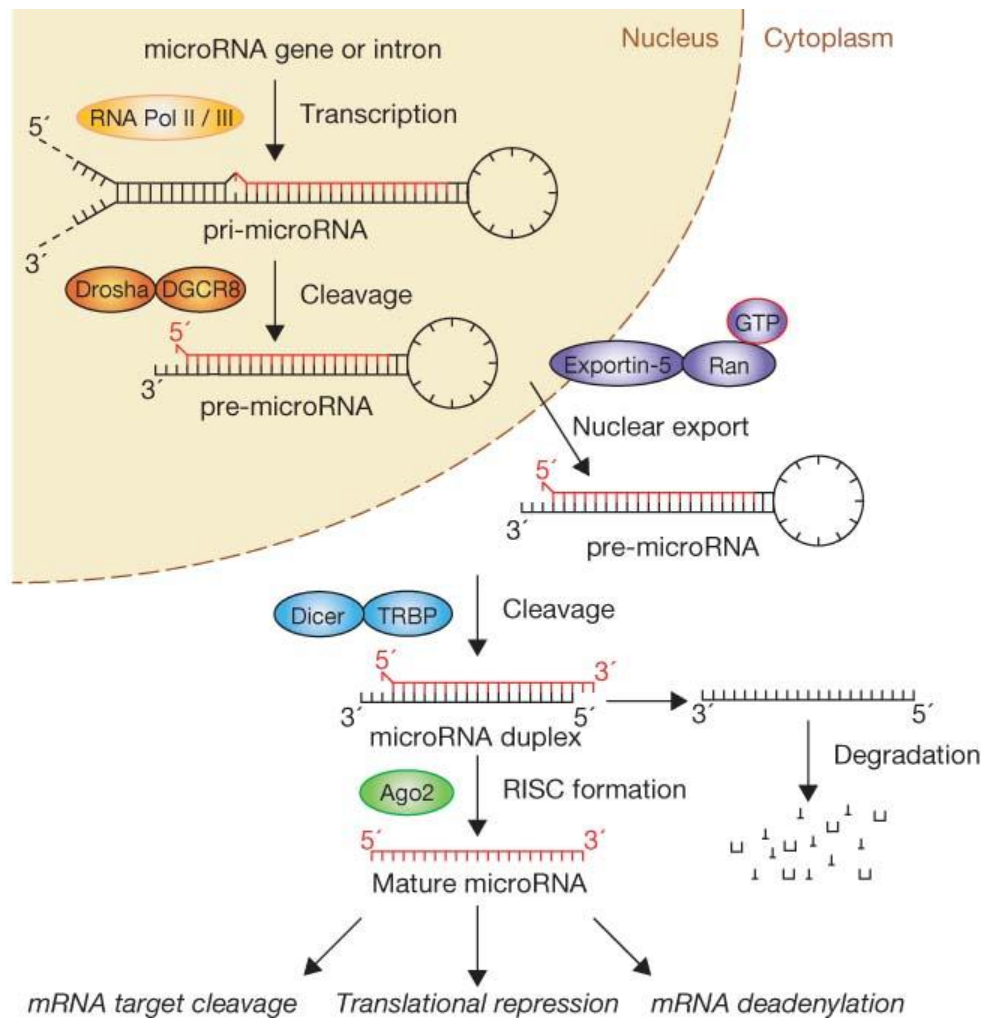 Nucleus Cytoplasm
microRNA gene or intron
RNA Pol II / III
Transcription
5´
3´
pri-microRNA
Drosha DGCR8
Cleavage
5´
3´
pre-microRNA
GTP
Exportin-5 Ran
Nuclear export
5´
3´
pre-microRNA
Dicer TRBP
Cleavage
5´ 3´
3´ 5´
microRNA duplex
3´ 5´
Degradation
Ago2
RISC formation
5´ 3´
Mature microRNA
mRNA target cleavage
Translational repression
mRNA deadenylation